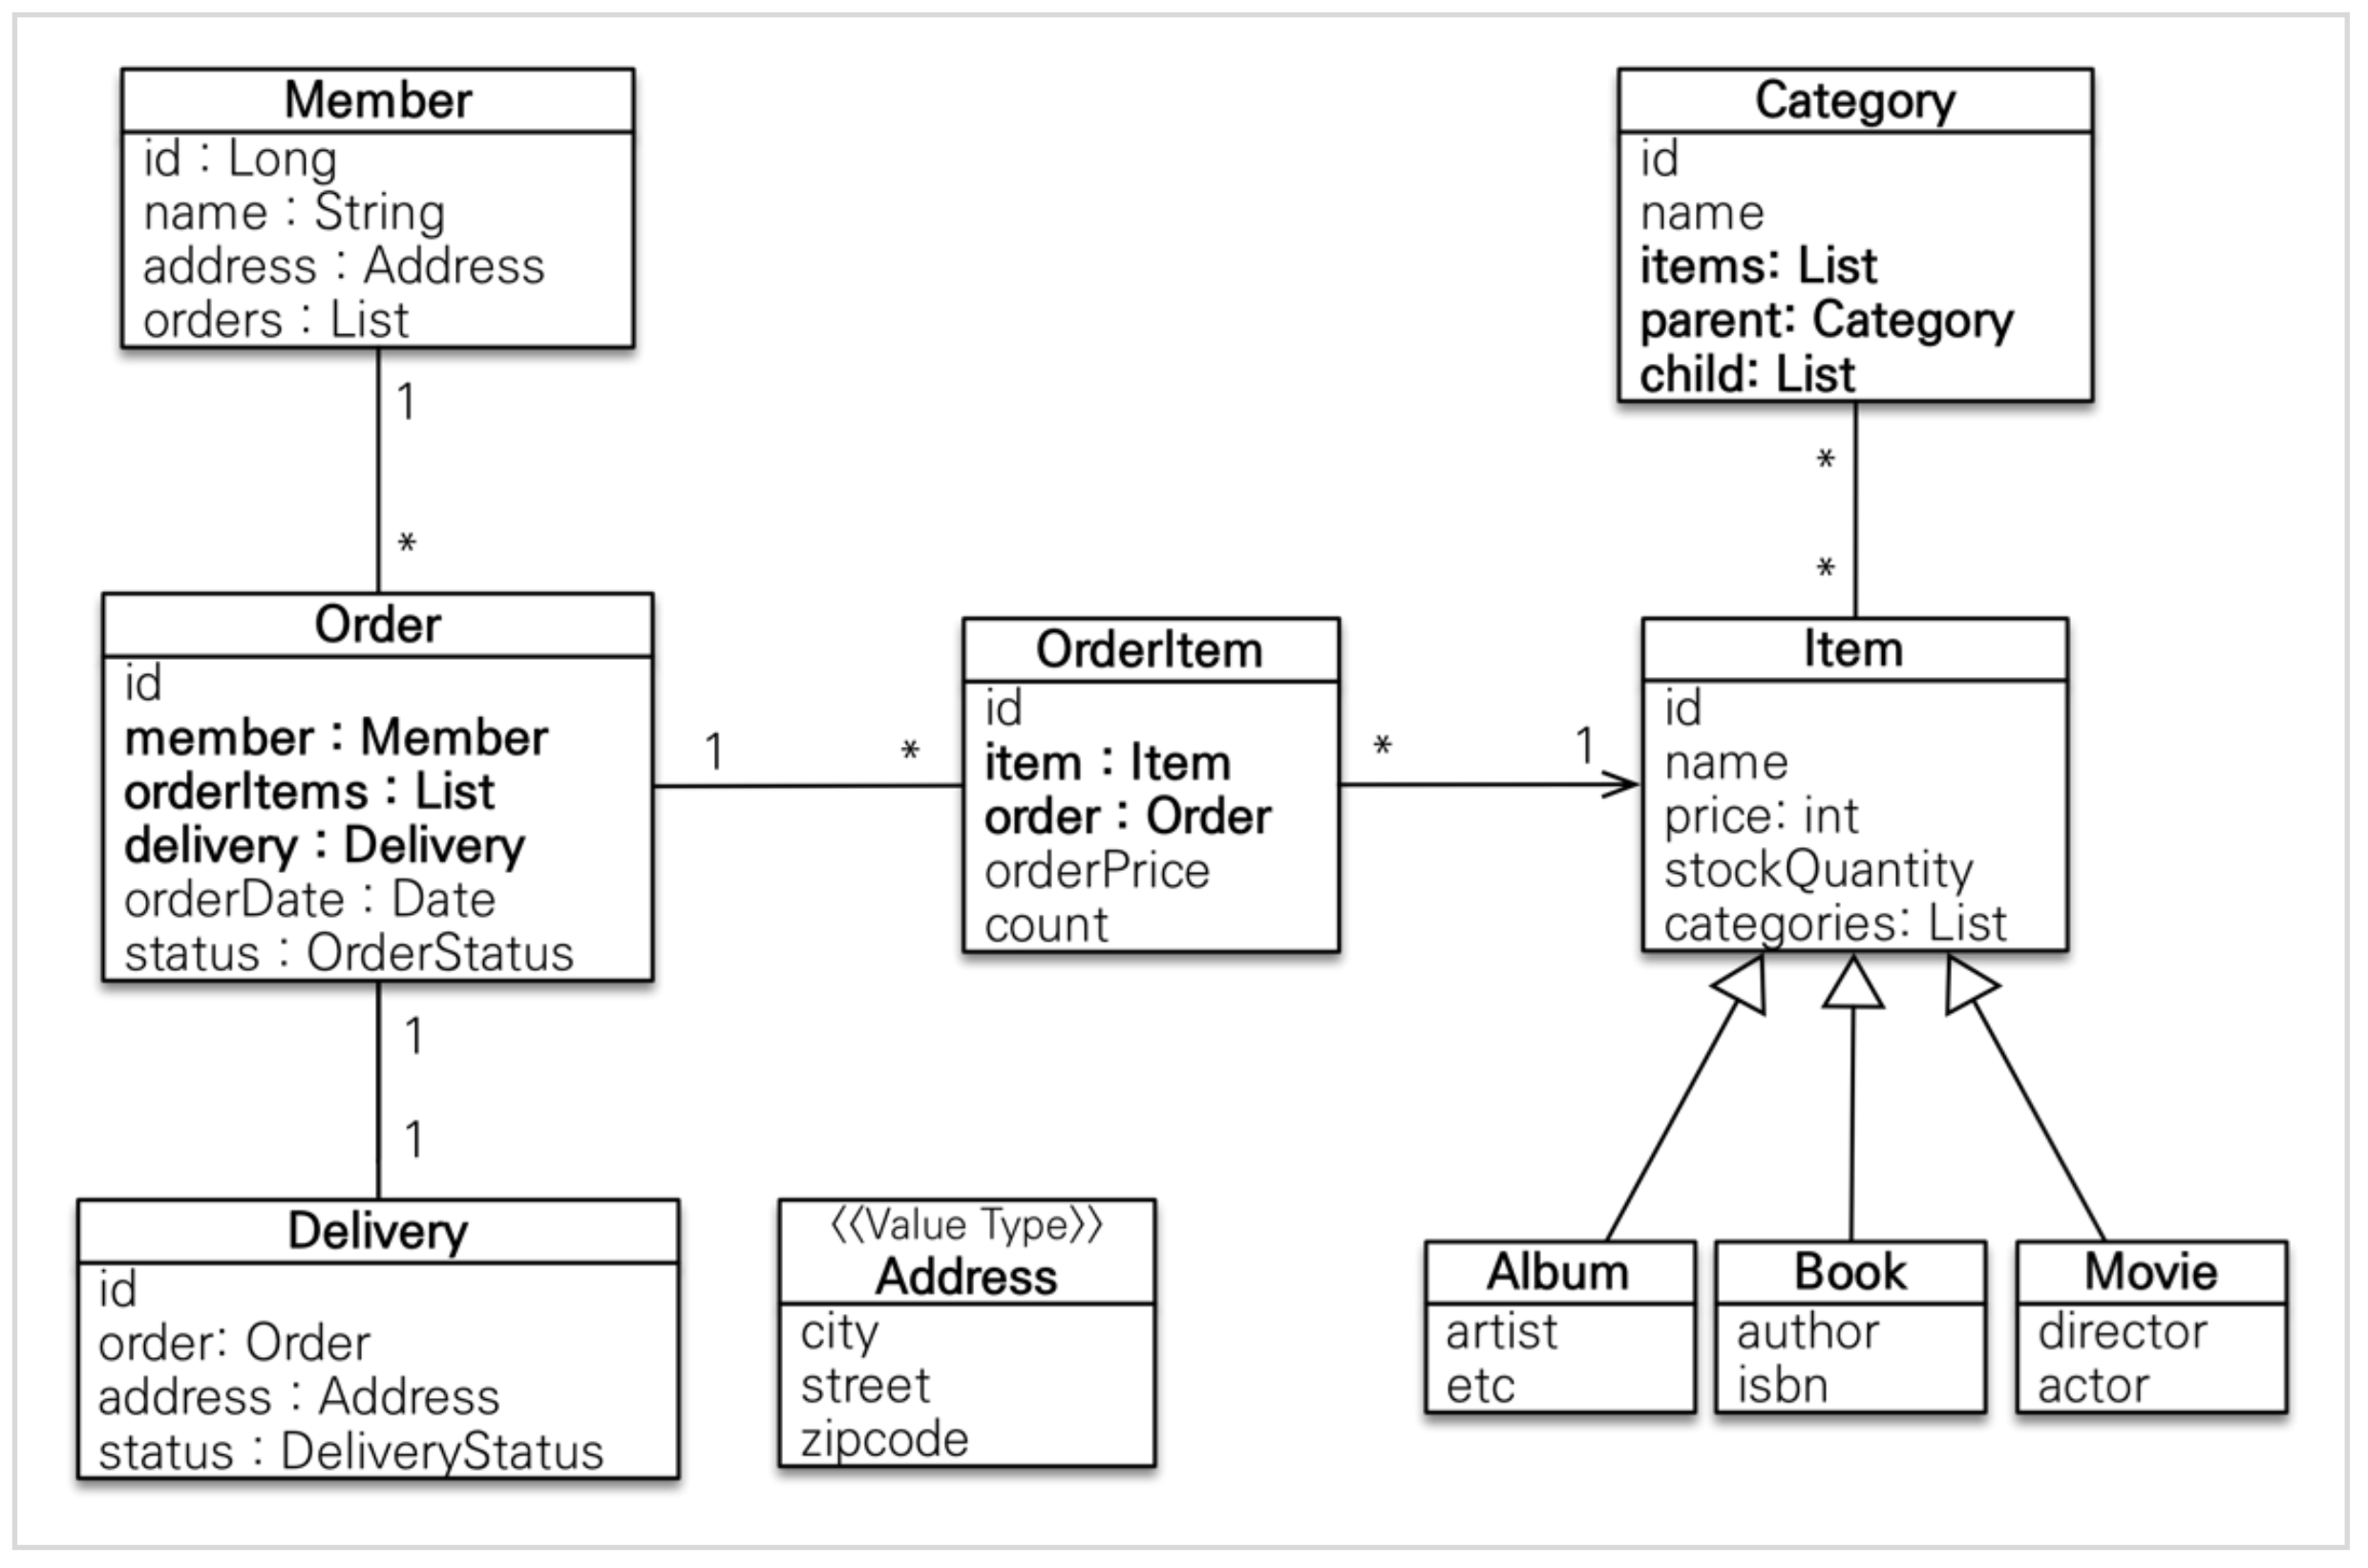 Member
id : Long
name : String
address : Address
orders : List
1
*
Category
id
name
items: List
parent: Category
child: List
*
*
Order
id
member : Member
orderItems : List
delivery : Delivery
orderDate : Date
status : OrderStatus
1
*
OrderItem
id
item : Item
order : Order
orderPrice
count
*
1
Item
id
name
price: int
stockQuantity
categories: List
1
1
Delivery
id
order: Order
address : Address
status : DeliveryStatus
<<Value Type>>
Address
city
street
zipcode
Album
artist
etc
Book
author
isbn
Movie
director
actor